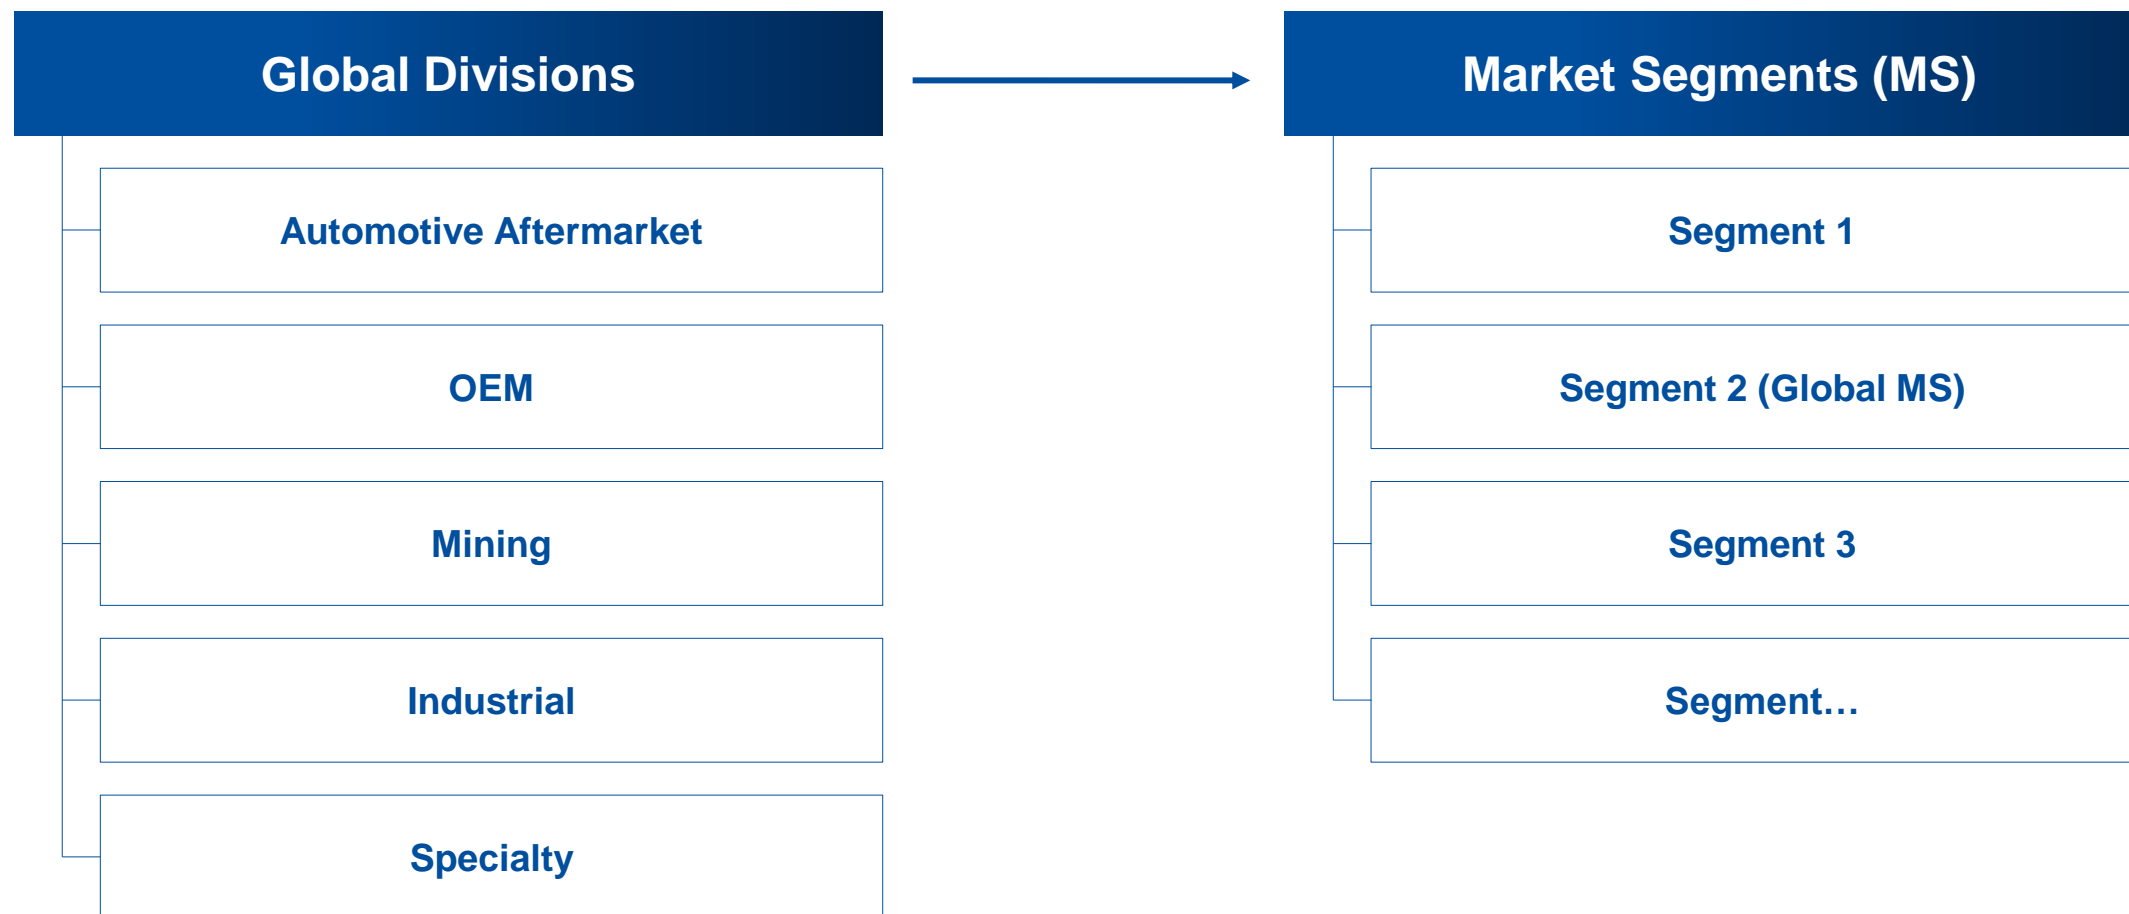 Global Divisions
Automotive Aftermarket
OEM
Mining
Industrial
Specialty
Market Segments (MS)
Segment 1
Segment 2 (Global MS)
Segment 3
Segment…